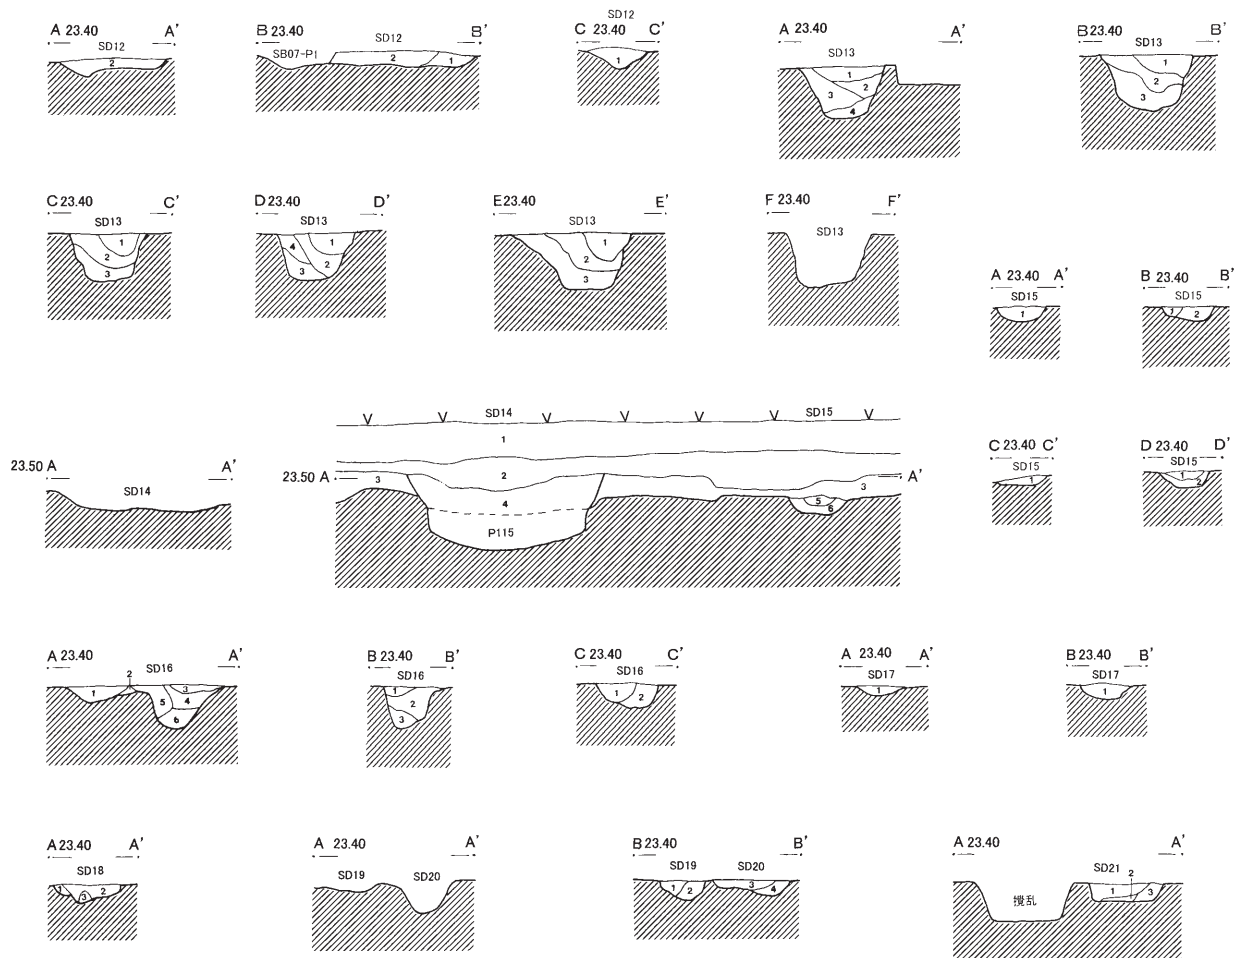 A 23.40 A'
SD12
2
B 23.40 B'
SB07-P1 SD12
2 1
SD12
C 23.40 C'
1
A 23.40 A'
SD13
1
2
3
4
B 23.40 B'
SD13
1
2
3
C 23.40 C'
SD13
1
2
3
D 23.40 D'
SD13
1
4
2
3
E 23.40 E'
SD13
1
2
3
F 23.40 F'
SD13
A 23.40 A'
SD15
1
B 23.40 B'
SD15
1 2
23.50 A A'
SD14
SD14 SD15
1
2
23.50 A A'
3 3
4
5
6
P115
C 23.40 C'
SD15
1
D 23.40 D'
SD15
1
2
A 23.40 A'
SD16
2
1 3
5 4
6
B 23.40 B'
SD16
1
2
3
C 23.40 C'
SD16
1 2
A 23.40 A'
SD17
1
B 23.40 B'
SD17
1
A 23.40 A'
SD18
1 2
3
A 23.40 A'
SD19 SD20
B 23.40 B'
SD19 SD20
1 2 3 4
A 23.40 A'
SD21
2
1 3
撹乱